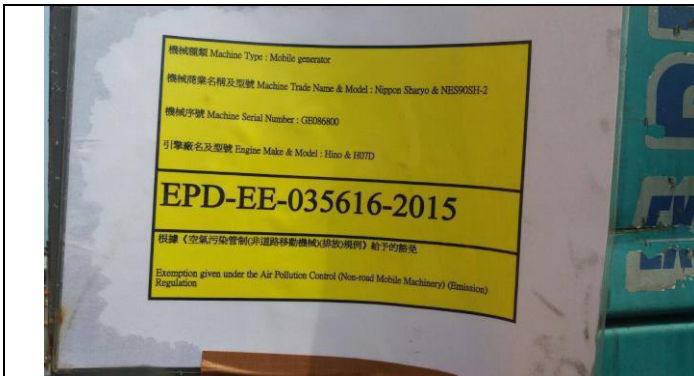 機械種類 Machine Type : Mobile generator
機械商業名稱及型號 Machine Trade Name & Model : Nippon Sharyo & NES90SH-2
機械序號 Machine Serial Number : GE086800
引擎廠名及型號 Engine Make & Model : Hino & H07D
EPD-EE-035616-2015
根據《空氣污染管制(非道路移動機械)(排放)規例》給予的豁免
Exemption given under the Air Pollution Control (Non-road Mobile Machinery) (Emission)
Regulation